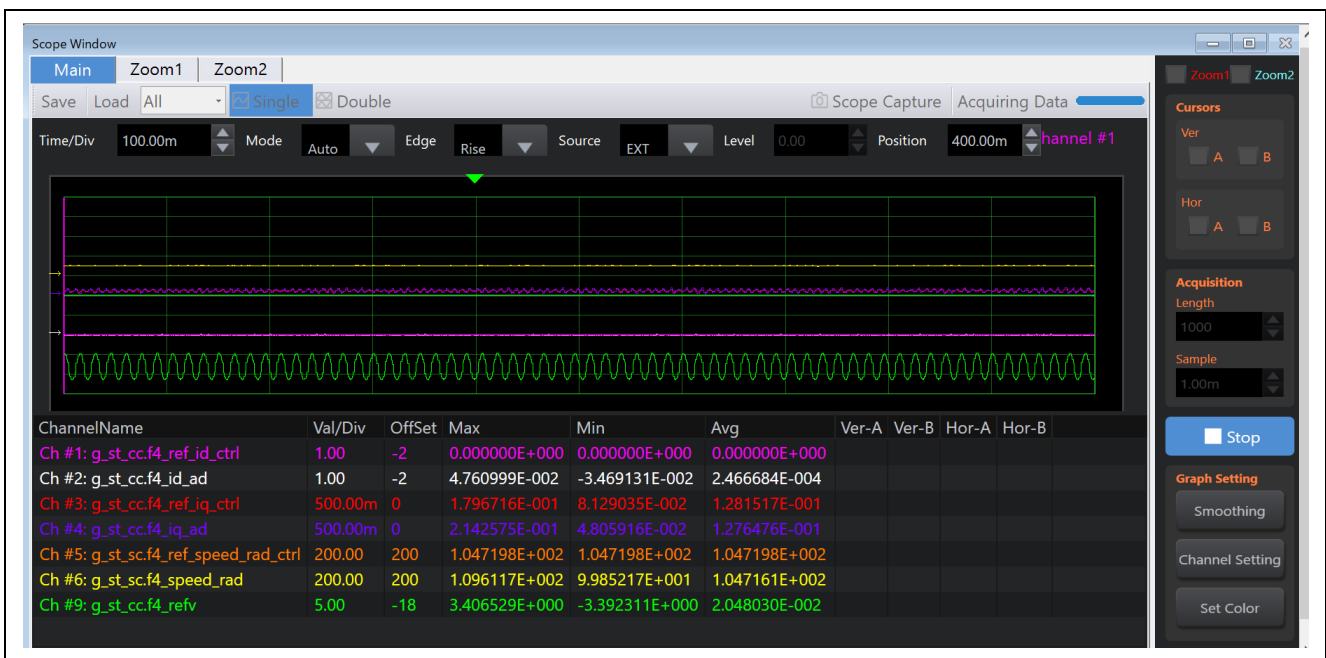 Scope Window
Main Zoom1 Zoom2
Save Load All Single Double Scope Capture Acquiring Data
Time/Div 100.00m Mode Auto Edge Rise Source EXT Level 0.00 Position 400.00m hannel #1
ChannelName Val/Div OffSet Max Min Avg Ver-A Ver-B Hor-A Hor-B
Ch #1: g_st_cc.f4_ref_id_ctrl 1.00 -2 0.000000E+000 0.000000E+000 0.000000E+000
Ch #2: g_st_cc.f4_id_ad 1.00 -2 4.760999E-002 -3.469131E-002 2.466684E-004
Ch #3: g_st_cc.f4_ref_iq_ctrl 500.00m 0 1.796716E-001 8.129035E-002 1.281517E-001
Ch #4: g_st_cc.f4_iq_ad 500.00m 0 2.142575E-001 4.805916E-002 1.276476E-001
Ch #5: g_st_sc.f4_ref_speed_rad_ctrl 200.00 200 1.047198E+002 1.047198E+002 1.047198E+002
Ch #6: g_st_sc.f4_speed_rad 200.00 200 1.096117E+002 9.985217E+001 1.047161E+002
Ch #9: g_st_cc.f4_refv 5.00 -18 3.406529E+000 -3.392311E+000 2.048030E-002
Zoom1 Zoom2
Cursors
Ver
A B
Hor
A B
Acquisition
Length
1000
Sample
1.00m
Stop
Graph Setting
Smoothing
Channel Setting
Set Color